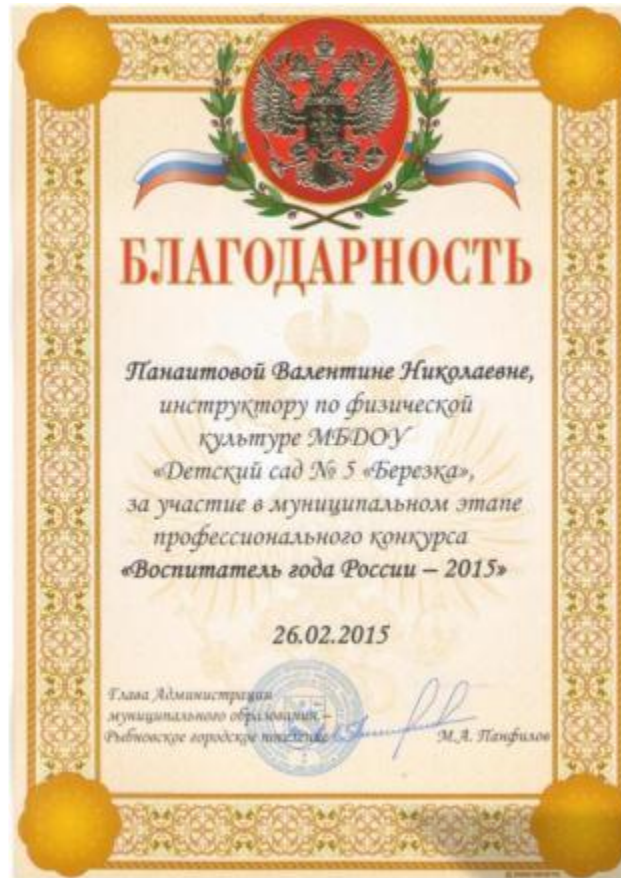 БЛАГОДАРНОСТЬ
Панаитовой Валентине Николаевне,
инструктору по физической
культуре МБДОУ
«Детский сад № 5 «Березка»,
за участие в муниципальном этапе
профессионального конкурса
«Воспитатель года России – 2015»
26.02.2015
Глава Администрации
муниципального образования –
Рыбновское городское поселение
М.А. Панфилов